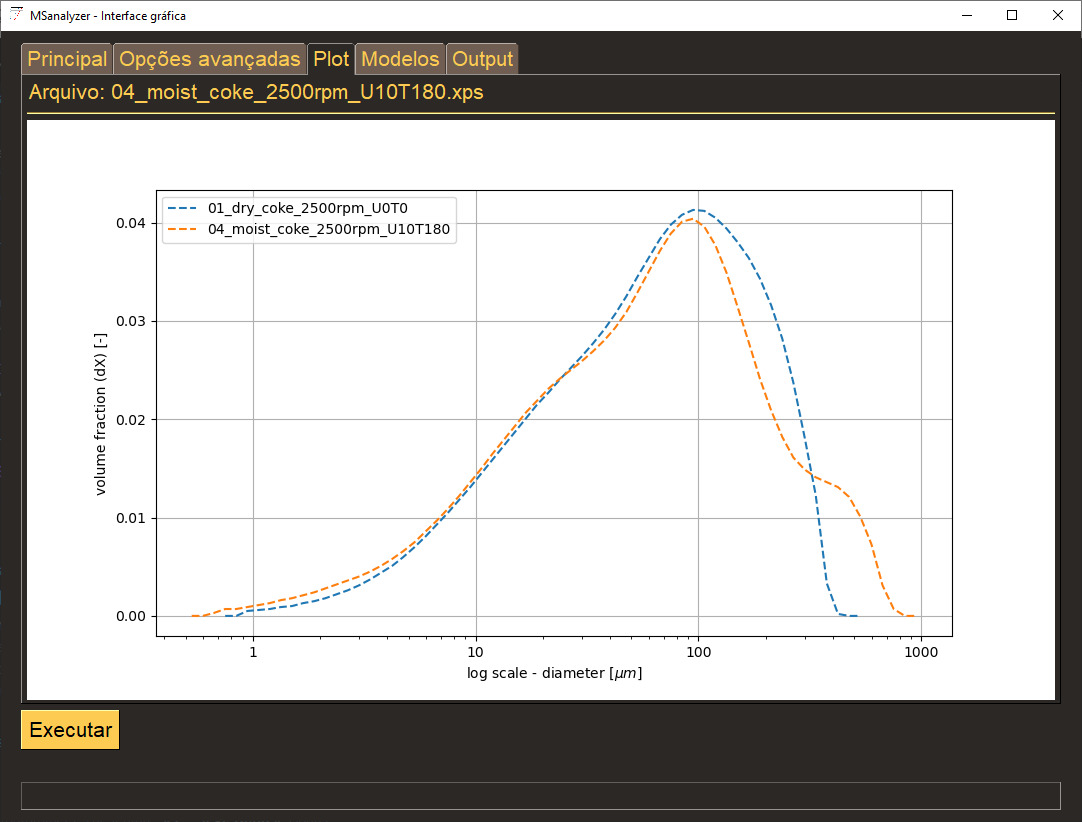 MSanalyzer - Interface gráfica
Principal Opções avançadas Plot Modelos Output
Arquivo: 04_moist_coke_2500rpm_U10T180.xps
01_dry_coke_2500rpm_U0T0
04_moist_coke_2500rpm_U10T180
0.04
0.03
0.02
0.01
0.00
volume fraction (dX) [-]
1 10 100 1000
log scale - diameter [μm]
Executar